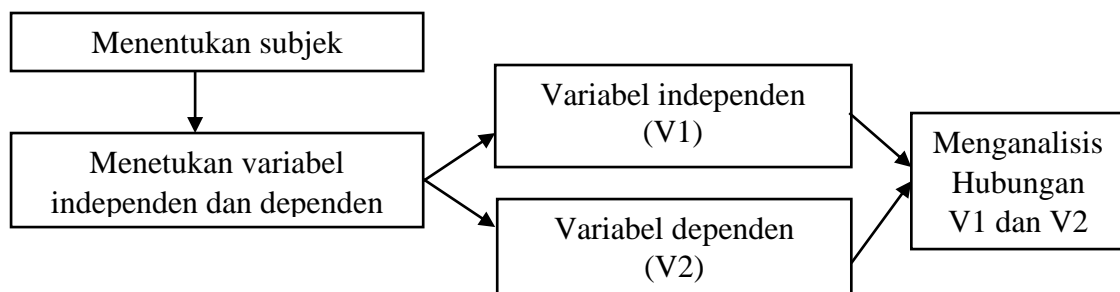 Menentukan subjek
Menetukan variabel
independen dan dependen
Variabel independen
(V1)
Variabel dependen
(V2)
Menganalisis
Hubungan
V1 dan V2